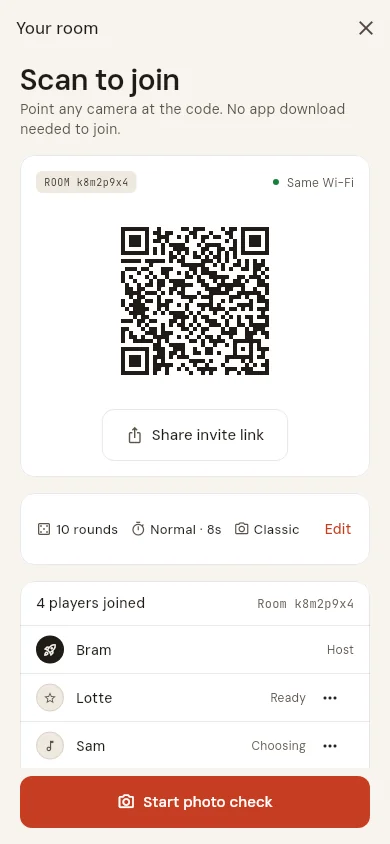 Your room
Scan to join
Point any camera at the code. No app download
needed to join.
ROOM k8m2p9x4
Same Wi-Fi
Share invite link
10 rounds
Normal · 8s
Classic
Edit
4 players joined
Room k8m2p9x4
Bram
Host
Lotte
Ready
Sam
Choosing
Start photo check